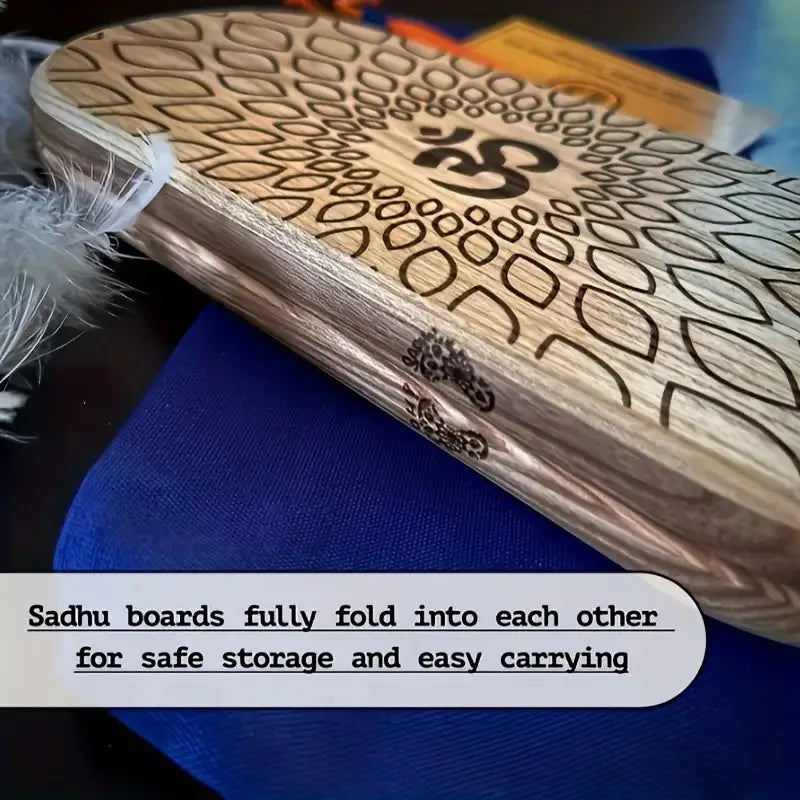 ॐ
Sadhu boards fully fold into each other
for safe storage and easy carrying